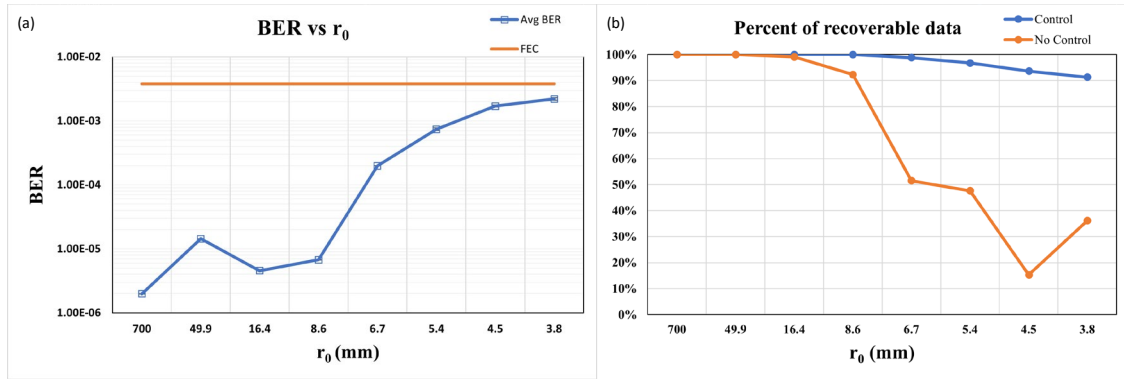 (a)
BER vs r0
Avg BER
FEC
1.00E-02
1.00E-03
1.00E-04
1.00E-05
1.00E-06
BER
700 49.9 16.4 8.6 6.7 5.4 4.5 3.8
r0 (mm)
(b)
Percent of recoverable data
Control
No Control
100%
90%
80%
70%
60%
50%
40%
30%
20%
10%
0%
700 49.9 16.4 8.6 6.7 5.4 4.5 3.8
r0 (mm)